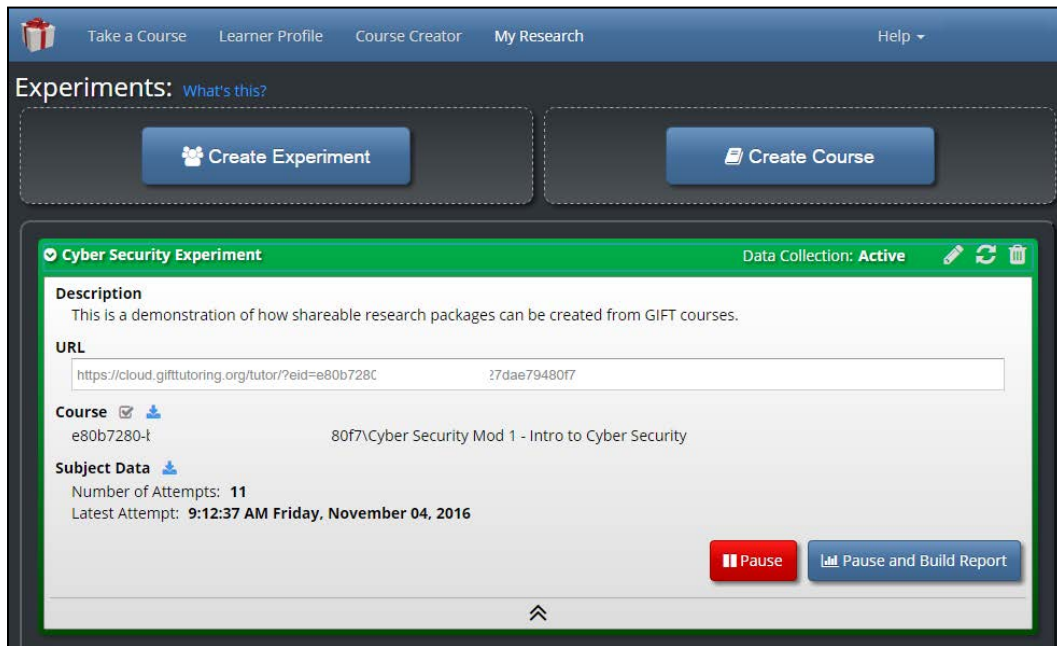 Take a Course Learner Profile Course Creator My Research Help
Experiments: What's this?
Create Experiment Create Course
Cyber Security Experiment Data Collection: Active
Description
This is a demonstration of how shareable research packages can be created from GIFT courses.
URL
https://cloud.gifttutoring.org/tutor/?eid=e80b7280 27dae79480f7
Course
e80b7280-b 80f7\Cyber Security Mod 1 - Intro to Cyber Security
Subject Data
Number of Attempts: 11
Latest Attempt: 9:12:37 AM Friday, November 04, 2016
Pause Pause and Build Report